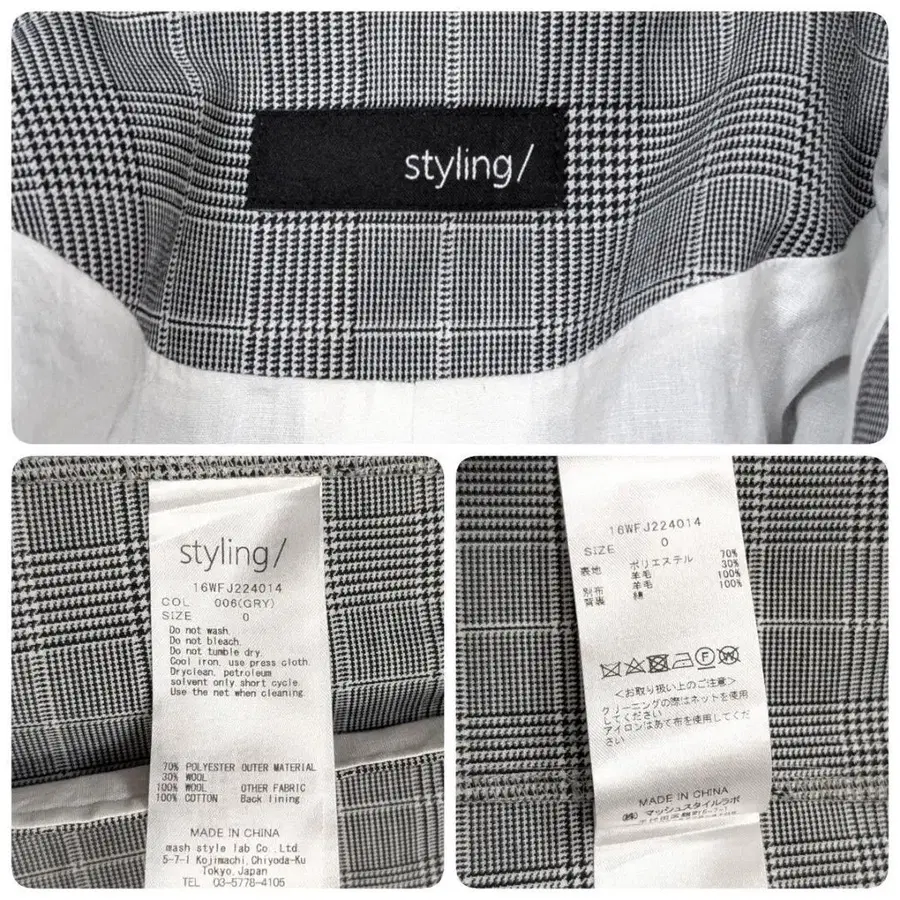 styling/
styling/
16WFJ224014
COL 006(GRY)
SIZE 0
Do not wash.
Do not bleach.
Do not tumble dry.
Cool iron, use press cloth.
Dryclean, petroleum
solvent only short cycle.
Use the net when cleaning.
70% POLYESTER OUTER MATERIAL
30% WOOL
100% WOOL OTHER FABRIC
100% COTTON Back lining
MADE IN CHINA
mash style lab Co.,Ltd.
5-7-1 Kojimachi,Chiyoda-Ku
Tokyo,Japan
TEL 03-5778-4105
16WFJ224014
SIZE 0
表地 ポリエステル 70%
羊毛 30%
別布 羊毛 100%
背裏 綿 100%
F W
<お取り扱い上のご注意>
クリーニングの際はネットを使用
してください
アイロンはあて布を使用してくだ
さい
MADE IN CHINA
(株)マッシュスタイルラボ